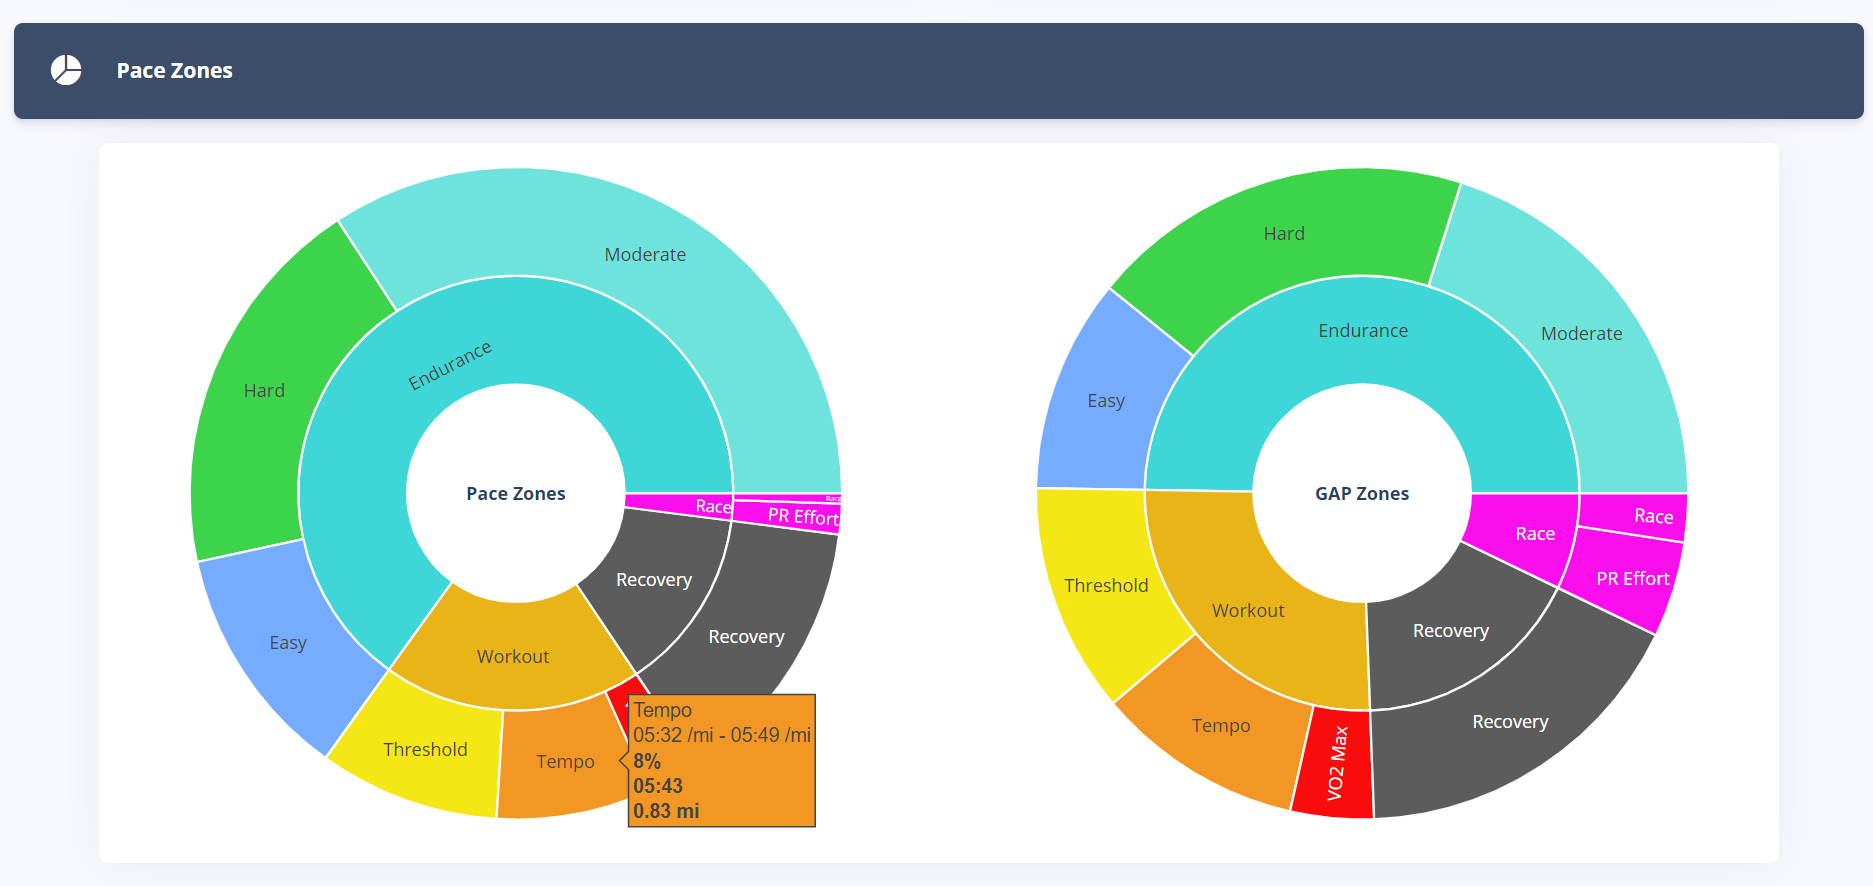 Pace Zones
Moderate
Hard
Endurance
Easy
Pace Zones
Race
Race
PR Effort
Recovery
Recovery
Workout
Threshold
Tempo
Tempo
05:32 /mi - 05:49 /mi
8%
05:43
0.83 mi
Hard
Moderate
Endurance
Easy
GAP Zones
Race
Race
PR Effort
Threshold
Workout
Recovery
Recovery
Tempo
VO2 Max